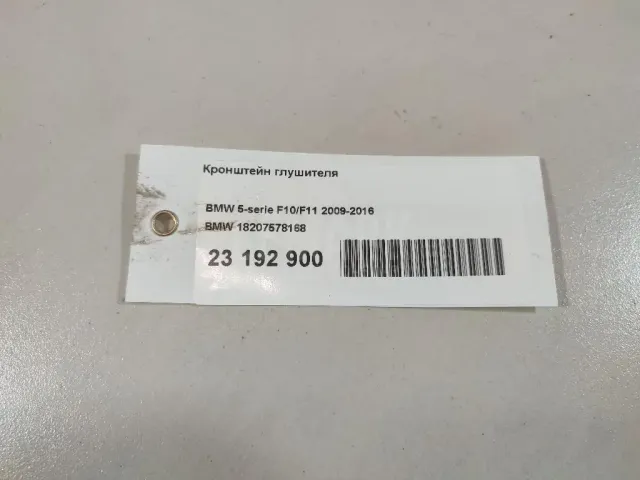 Кронштейн глушителя
BMW 5-serie F10/F11 2009-2016
BMW 18207578168
23 192 900